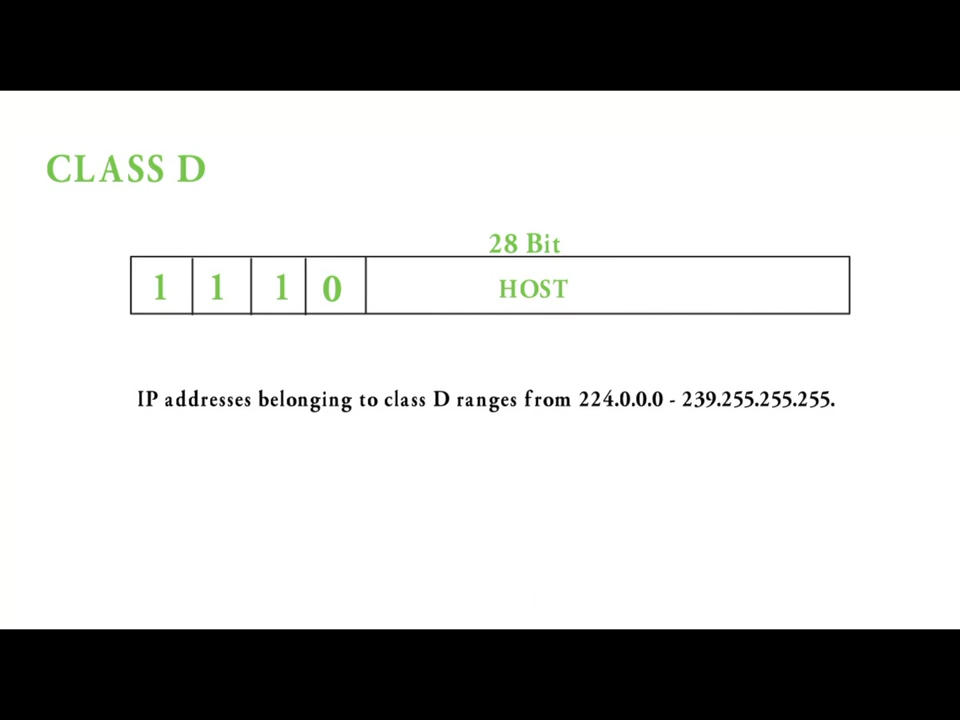 CLASS D
28 Bit
1 1 1 0 HOST
IP addresses belonging to class D ranges from 224.0.0.0 - 239.255.255.255.